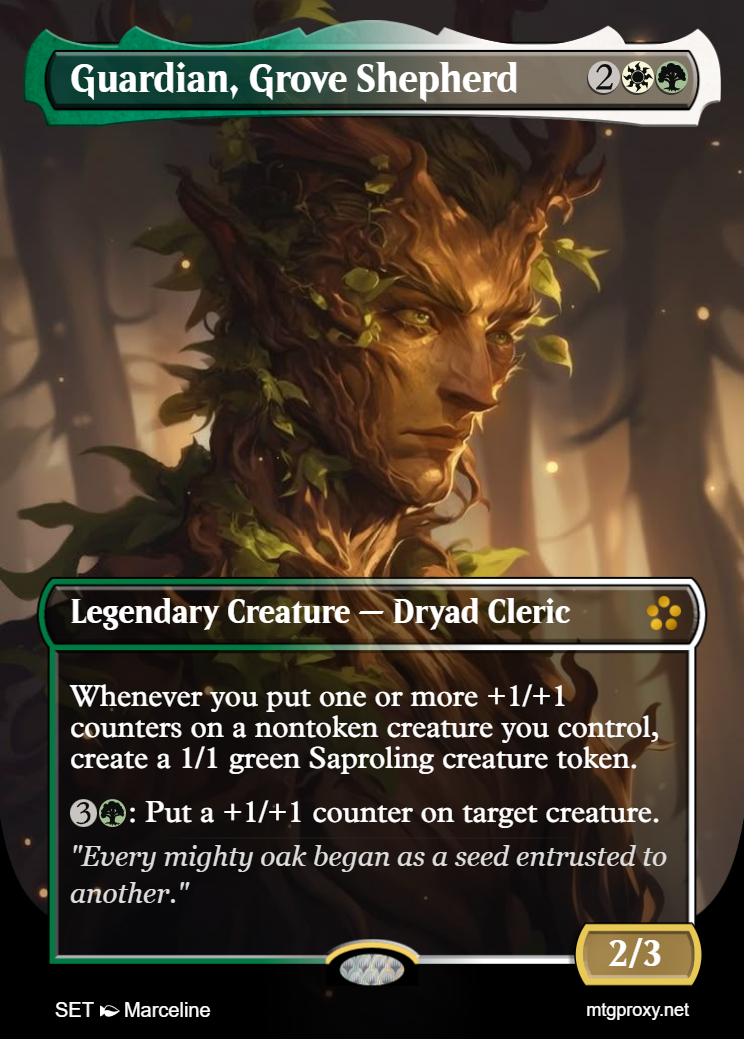 Guardian, Grove Shepherd 2
Legendary Creature — Dryad Cleric
Whenever you put one or more +1/+1
counters on a nontoken creature you control,
create a 1/1 green Saproling creature token.
3: Put a +1/+1 counter on target creature.
"Every mighty oak began as a seed entrusted to
another."
2/3
SET Marceline
mtgproxy.net